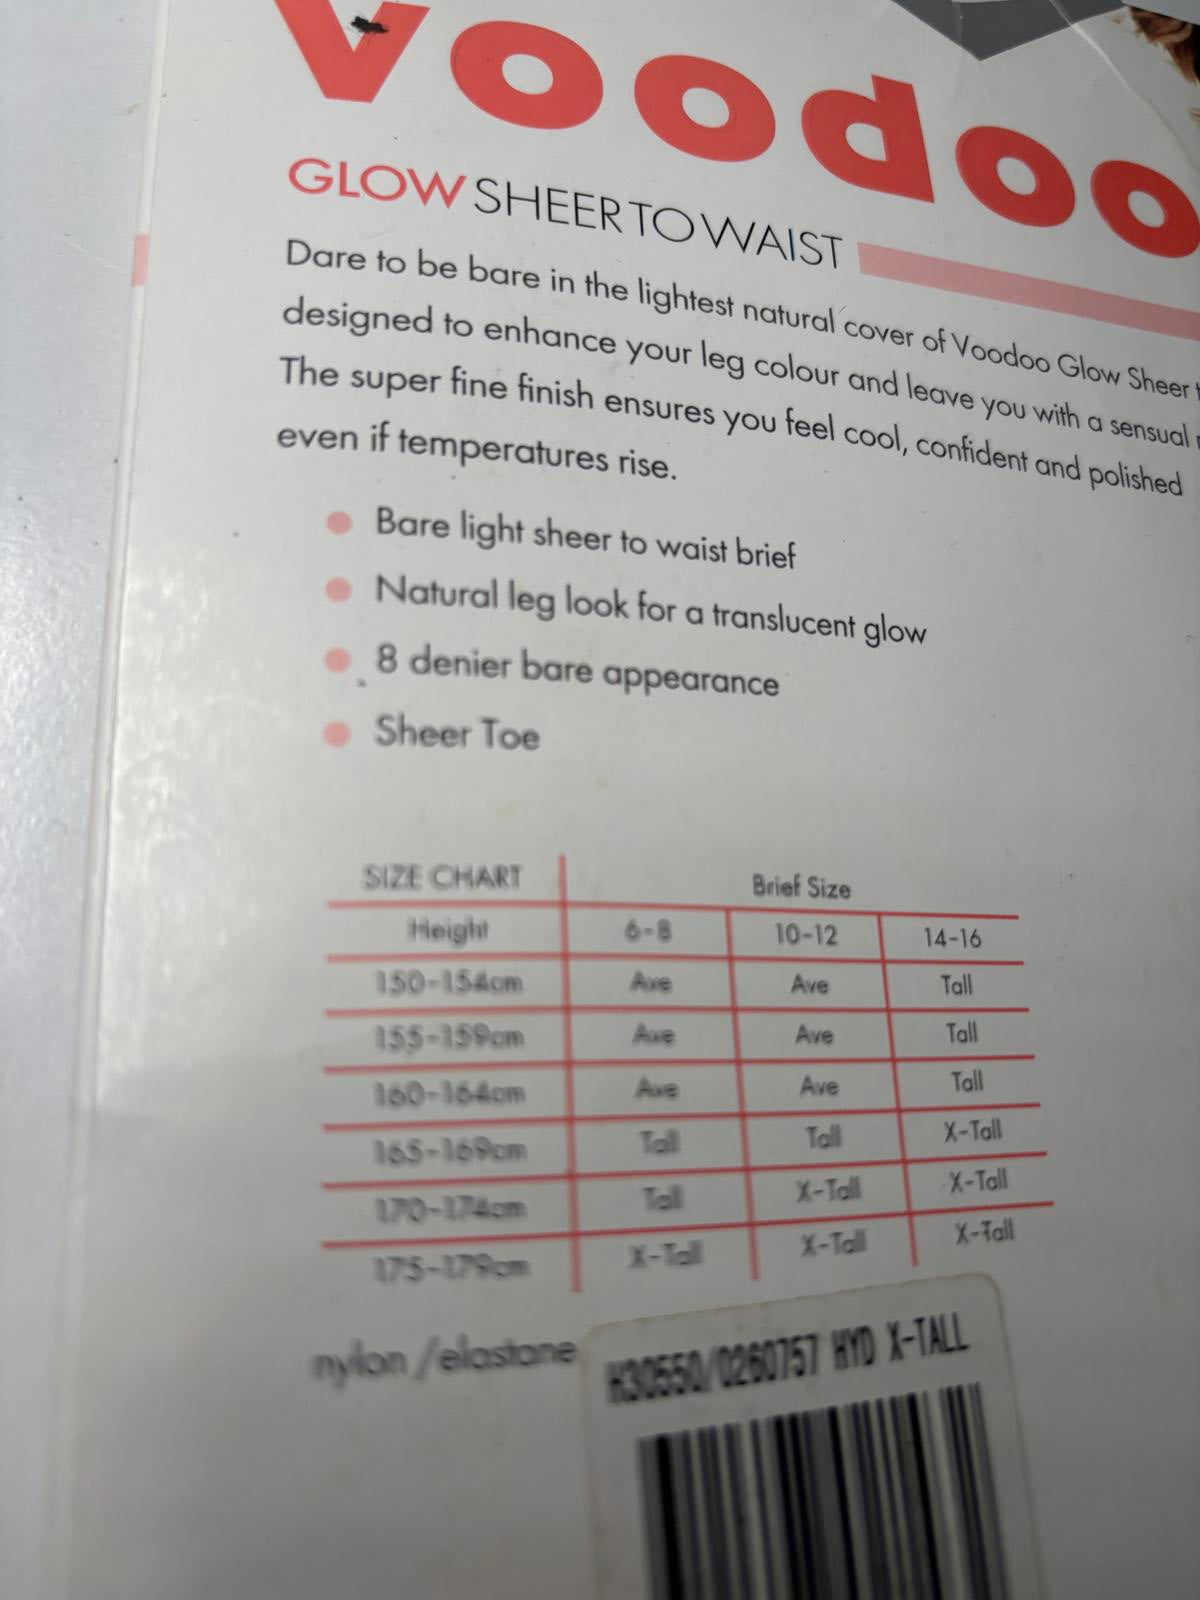 voodoo
GLOW SHEER TO WAIST
Dare to be bare in the lightest natural cover of Voodoo Glow Sheer
designed to enhance your leg colour and leave you with a sensual
The super fine finish ensures you feel cool, confident and polished
even if temperatures rise.
Bare light sheer to waist brief
Natural leg look for a translucent glow
8 denier bare appearance
Sheer Toe
SIZE CHART Brief Size
Height 6-8 10-12 14-16
150-154cm Ave Ave Tall
155-159cm Ave Ave Tall
160-164cm Ave Ave Tall
165-169cm Tall Tall X-Tall
170-174cm Tall X-Tall X-Tall
175-179cm X-Tall X-Tall X-Tall
nylon/elastane
H30550/0260757 HYD X-TALL